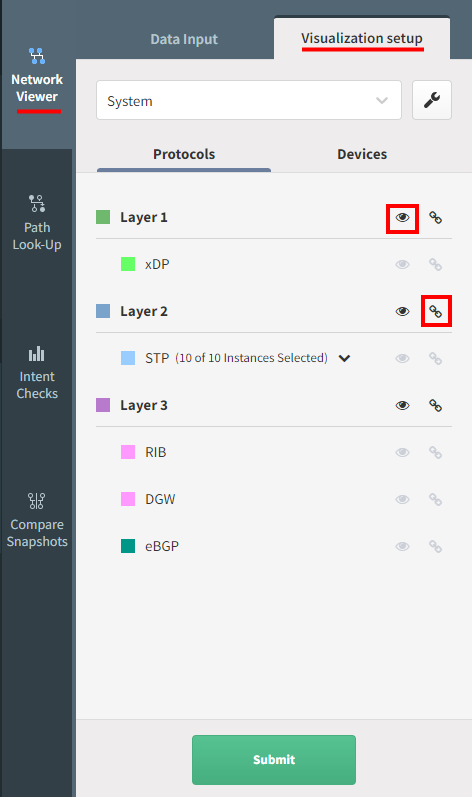 Data Input
Visualization setup
Network
Viewer
System
Protocols
Devices
Path
Look-Up
Layer 1
xDP
Layer 2
Intent
Checks
STP (10 of 10 Instances Selected)
Layer 3
RIB
Compare
Snapshots
DGW
eBGP
Submit